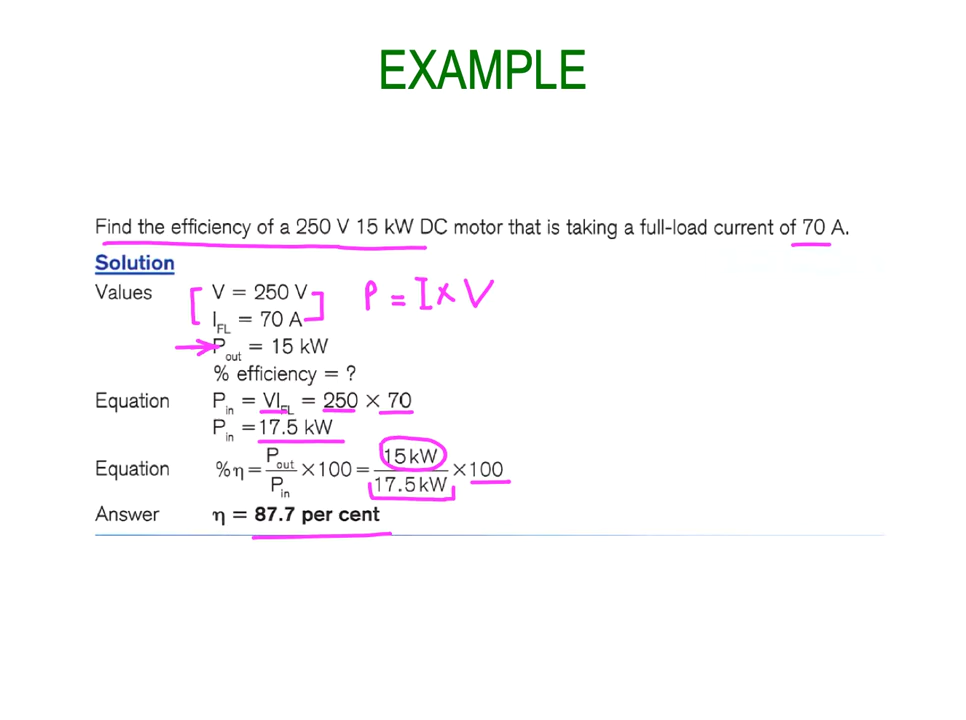 EXAMPLE
Find the efficiency of a 250 V 15 kW DC motor that is taking a full-load current of 70 A.
Solution
Values V = 250 V P = I × V
I_FL = 70 A
P_out = 15 kW
% efficiency = ?
Equation P_in = VI_FL = 250 × 70
P_in = 17.5 kW
Equation %η = P_out / P_in × 100 = 15 kW / 17.5 kW × 100
Answer η = 87.7 per cent